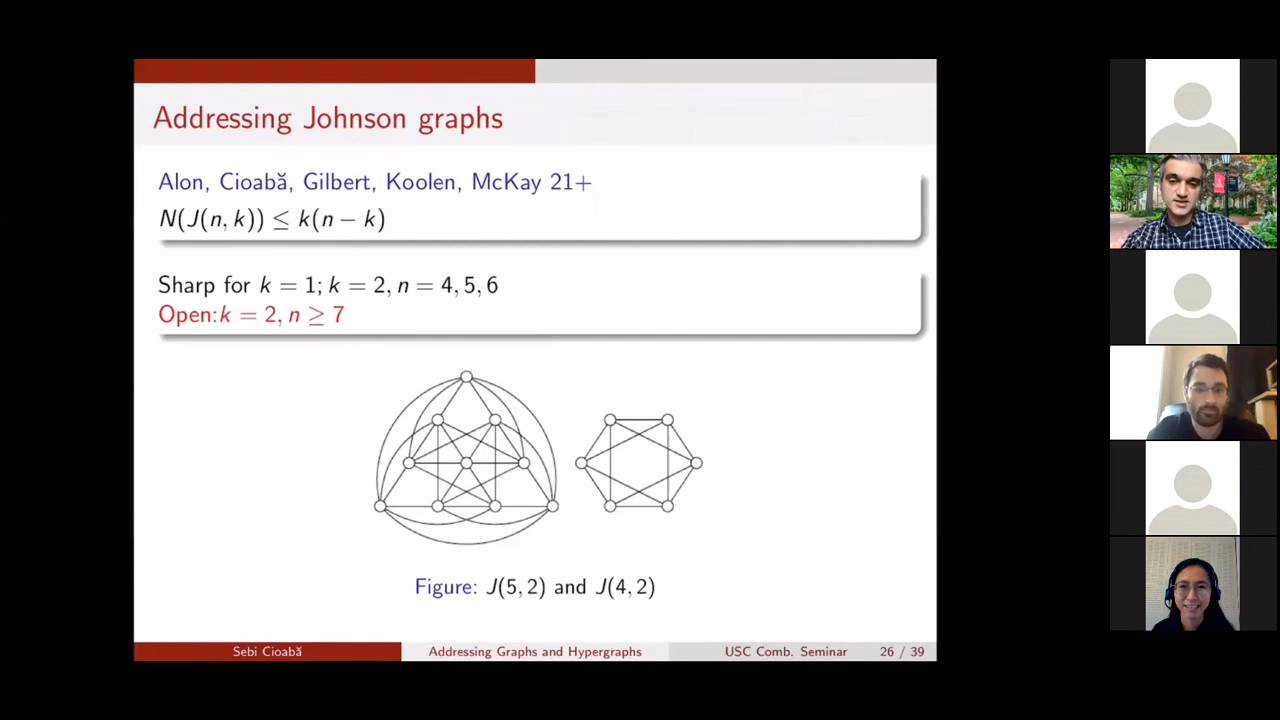 Addressing Johnson graphs
Alon, Cioabă, Gilbert, Koolen, McKay 21+
N(J(n, k)) ≤ k(n − k)
Sharp for k = 1; k = 2, n = 4, 5, 6
Open:k = 2, n ≥ 7
Figure: J(5, 2) and J(4, 2)
Sebi Cioabă Addressing Graphs and Hypergraphs USC Comb. Seminar 26 / 39